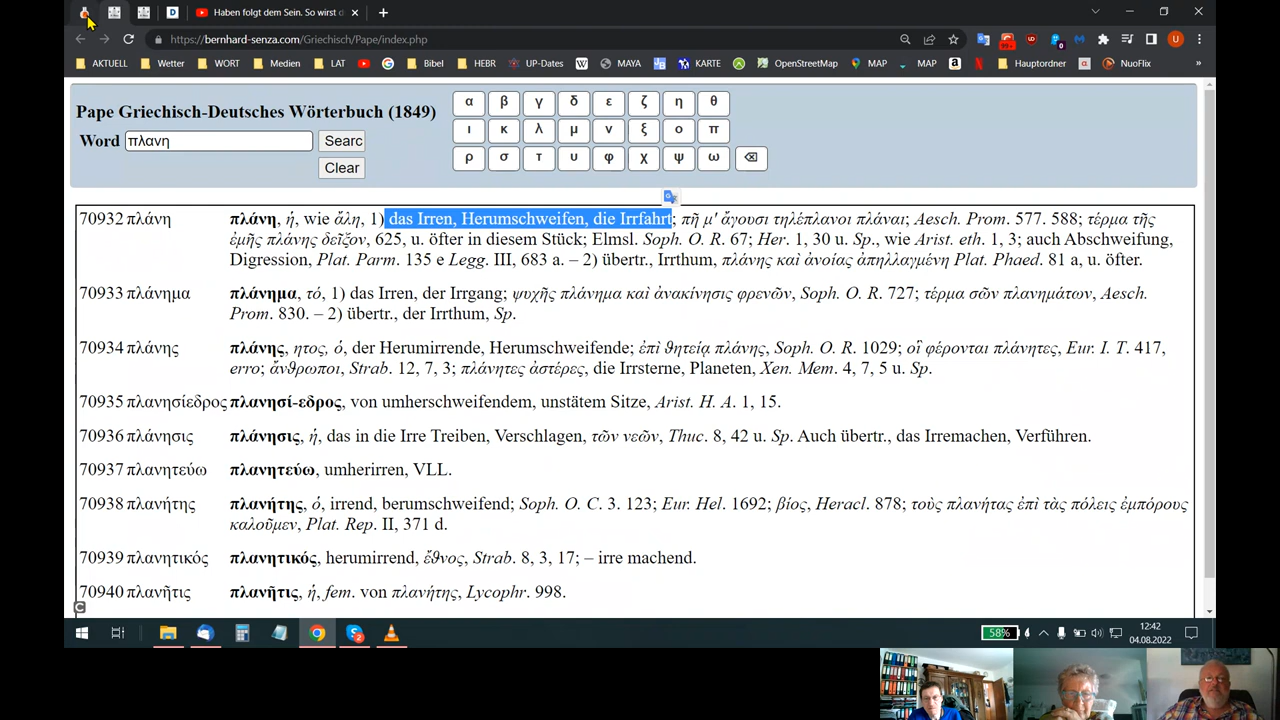 Haben folgt dem Sein. So wirst d
https://bernhard-senza.com/Griechisch/Pape/index.php
AKTUELL Wetter WORT Medien LAT Bibel HEBR UP-Dates MAYA KARTE OpenStreetMap MAP MAP Hauptordner NuoFlix »
Pape Griechisch-Deutsches Wörterbuch (1849)
Word πλανη Searc
Clear
α β γ δ ε ζ η θ
ι κ λ μ ν ξ ο π
ρ σ τ υ φ χ ψ ω
70932 πλάνη πλάνη, ἡ, wie ἄλη, 1) das Irren, Herumschweifen, die Irrfahrt; πῆ μ' ἄγουσι τηλέπλανοι πλάναι; Aesch. Prom. 577. 588; τέρμα τῆς
ἐμῆς πλάνης δεῖξον, 625, u. öfter in diesem Stück; Elmsl. Soph. O. R. 67; Her. 1, 30 u. Sp., wie Arist. eth. 1, 3; auch Abschweifung,
Digression, Plat. Parm. 135 e Legg. III, 683 a. – 2) übertr., Irrthum, πλάνης καὶ ἀνοίας ἀπηλλαγμένη Plat. Phaed. 81 a, u. öfter.
70933 πλάνημα πλάνημα, τό, 1) das Irren, der Irrgang; ψυχῆς πλάνημα καὶ ἀνακίνησις φρενῶν, Soph. O. R. 727; τέρμα σῶν πλανημάτων, Aesch.
Prom. 830. – 2) übertr., der Irrthum, Sp.
70934 πλάνης πλάνης, ητος, ὁ, der Herumirrende, Herumschweifende; ἐπὶ ϑητείᾳ πλάνης, Soph. O. R. 1029; οἳ φέρονται πλάνητες, Eur. I. T. 417,
erro; ἄνϑρωποι, Strab. 12, 7, 3; πλάνητες ἀστέρες, die Irrsterne, Planeten, Xen. Mem. 4, 7, 5 u. Sp.
70935 πλανησίεδρος πλανησί-εδρος, von umherschweifendem, unstätem Sitze, Arist. H. A. 1, 15.
70936 πλάνησις πλάνησις, ἡ, das in die Irre Treiben, Verschlagen, τῶν νεῶν, Thuc. 8, 42 u. Sp. Auch übertr., das Irremachen, Verführen.
70937 πλανητεύω πλανητεύω, umherirren, VLL.
70938 πλανήτης πλανήτης, ὁ, irrend, berumschweifend; Soph. O. C. 3. 123; Eur. Hel. 1692; βίος, Heracl. 878; τοὺς πλανήτας ἐπὶ τὰς πόλεις ἐμπόρους
καλοῦμεν, Plat. Rep. II, 371 d.
70939 πλανητικός πλανητικός, herumirrend, ἔϑνος, Strab. 8, 3, 17; – irre machend.
70940 πλανῆτις πλανῆτις, ἡ, fem. von πλανήτης, Lycophr. 998.
58% 12:42
04.08.2022